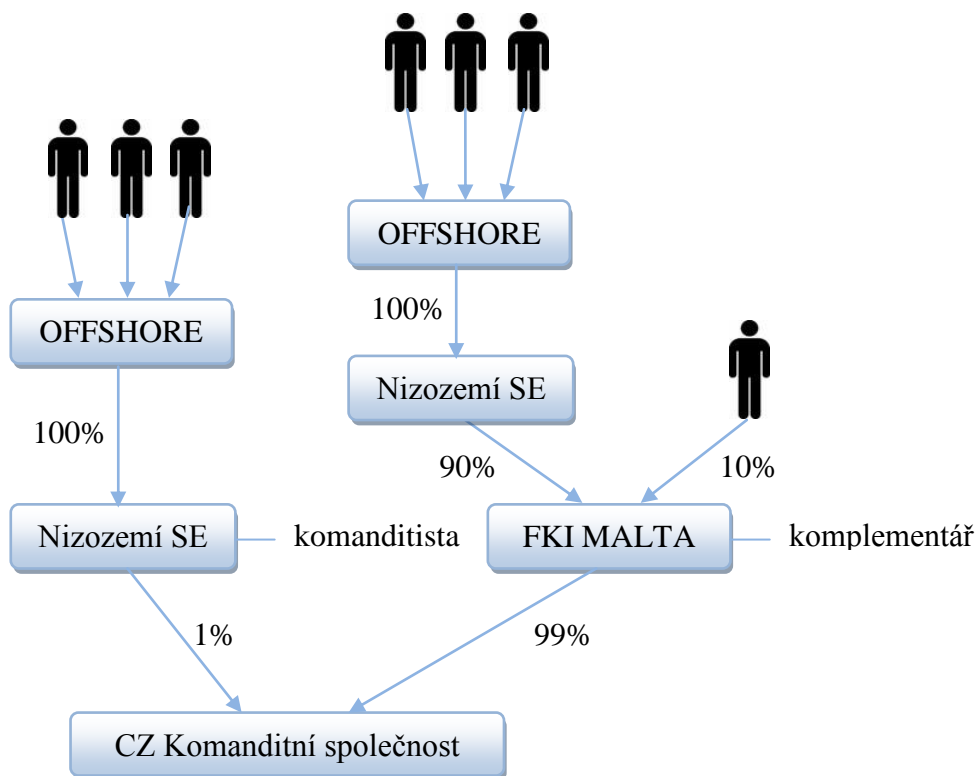 OFFSHORE
100%
OFFSHORE
Nizozemí SE
100%
90%
10%
Nizozemí SE
komanditista
FKI MALTA
komplementář
1%
99%
CZ Komanditní společnost